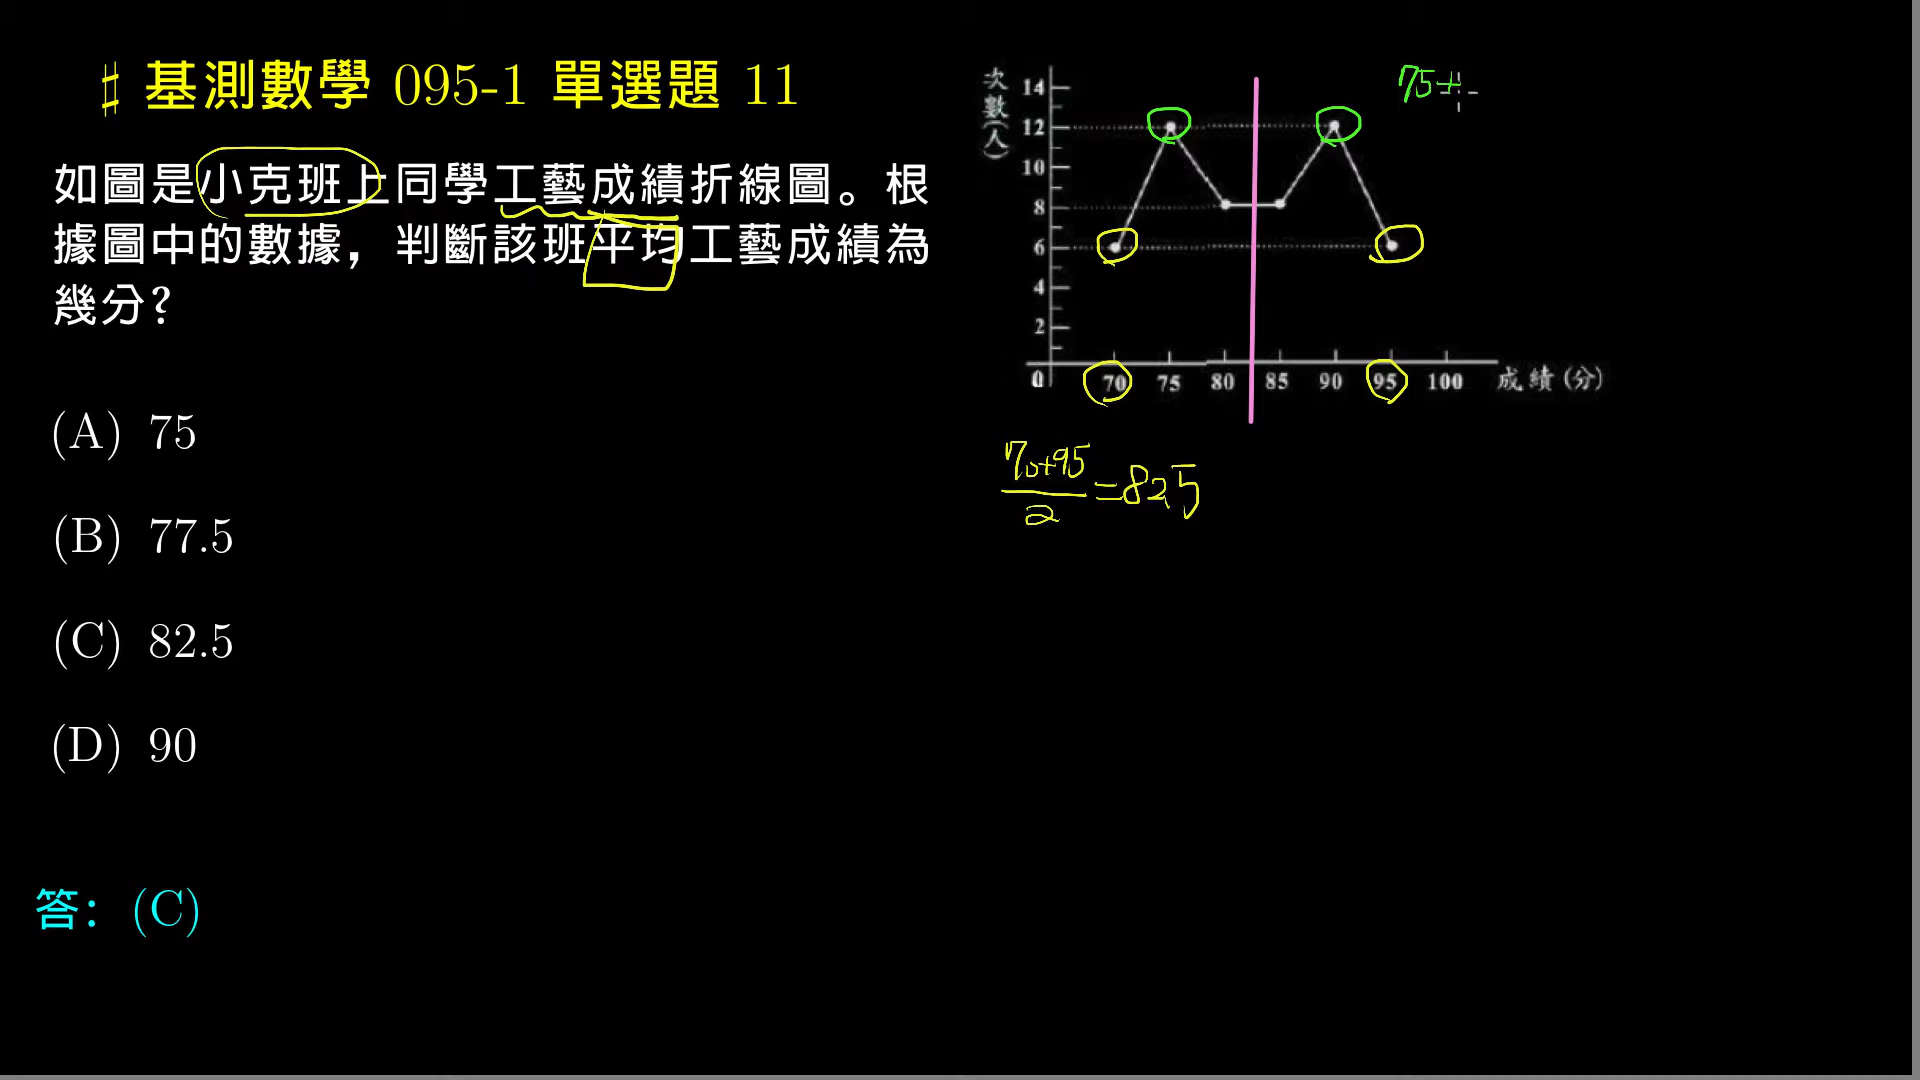 ♯ 基測數學 095-1 單選題 11
如圖是小克班上同學工藝成績折線圖。根
據圖中的數據，判斷該班平均工藝成績為
幾分？
(A) 75
(B) 77.5
(C) 82.5
(D) 90
答：(C)
次數(人)
14
12
10
8
6
4
2
0 70 75 80 85 90 95 100 成績(分)
75+
70+95
2
=82.5